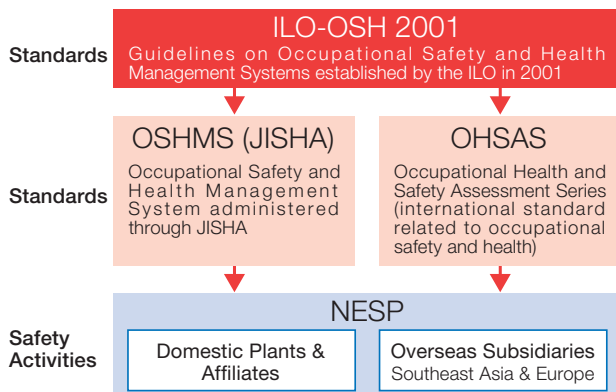 ILO-OSH 2001
Standards
Guidelines on Occupational Safety and Health
Management Systems established by the ILO in 2001
Standards
OSHMS (JISHA)
Occupational Safety and
Health Management
System administered
through JISHA
OHSAS
Occupational Health and
Safety Assessment Series
(international standard
related to occupational
safety and health)
Safety
Activities
NESP
Domestic Plants &
Affiliates
Overseas Subsidiaries
Southeast Asia & Europe